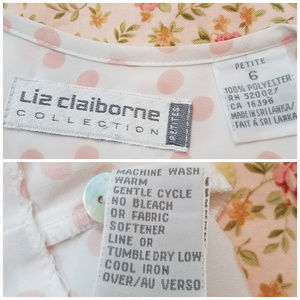 Liz claiborne
COLLECTION
PETITES
PETITE
6
100% POLYESTER
RN 52002/
CA 16396
MADE IN SRI LANKA/
FAIT À SRI LANKA
MACHINE WASH
WARM
GENTLE CYCLE
NO BLEACH
OR FABRIC
SOFTENER
LINE OR
TUMBLE DRY LOW
COOL IRON
OVER/AU VERSO